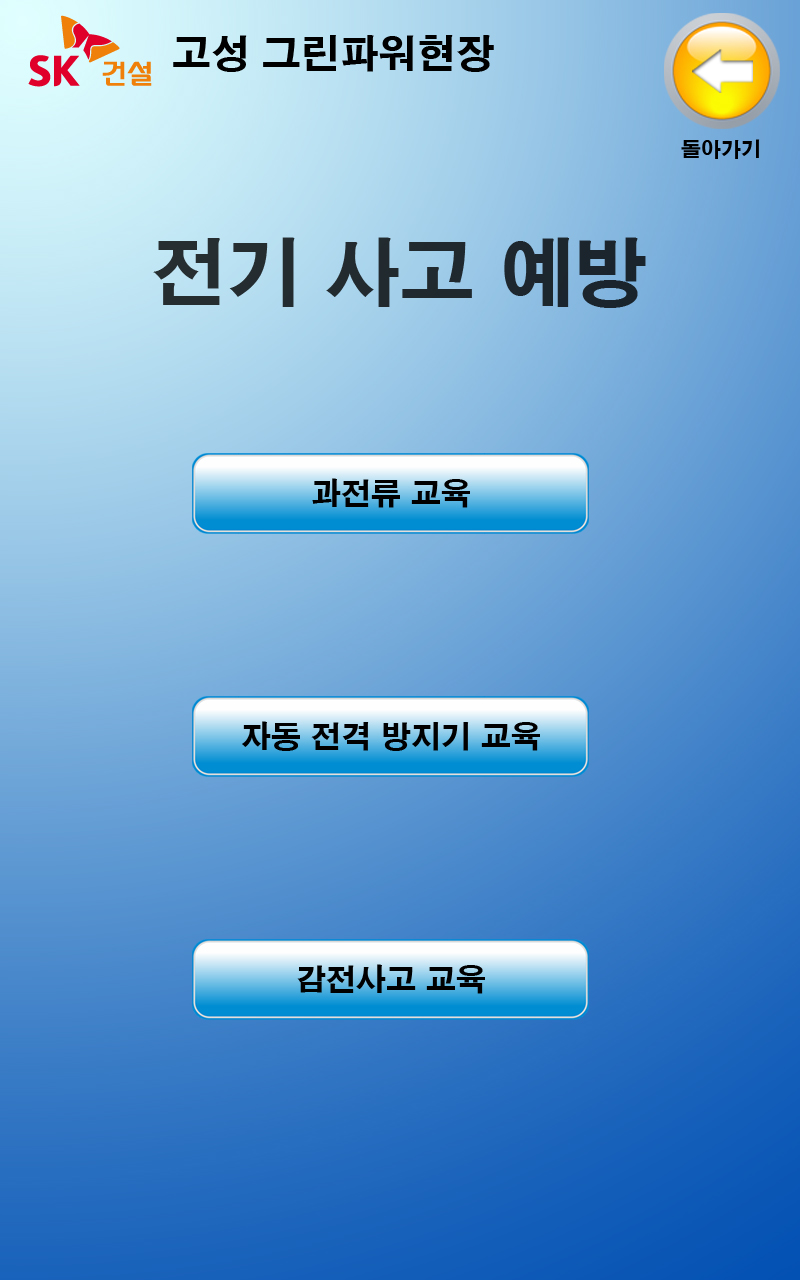 SK 건설
고성 그린파워현장
돌아가기
전기 사고 예방
과전류 교육
자동 전격 방지기 교육
감전사고 교육